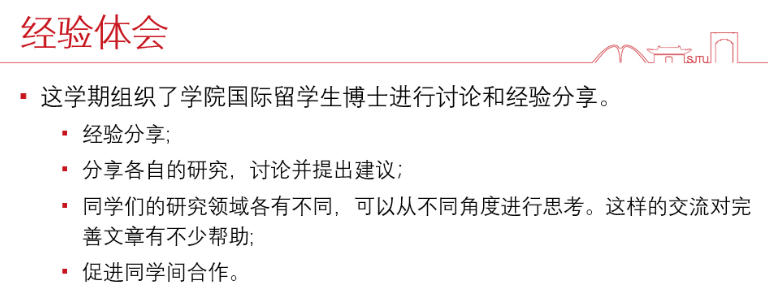 经验体会
SJTU
这学期组织了学院国际留学生博士进行讨论和经验分享。
经验分享;
分享各自的研究，讨论并提出建议；
同学们的研究领域各有不同，可以从不同角度进行思考。这样的交流对完
善文章有不少帮助;
促进同学间合作。